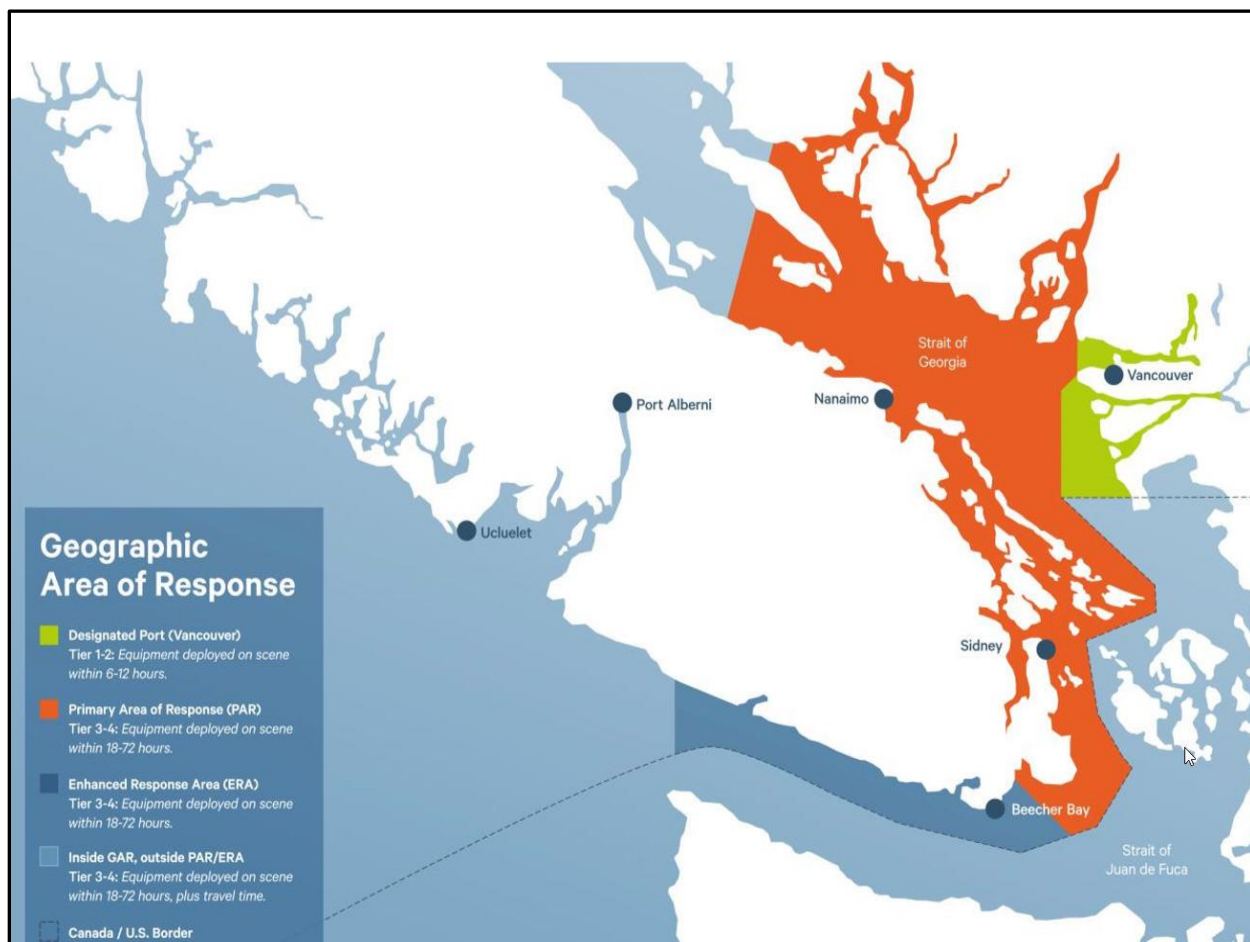 Strait of
Georgia
Vancouver
Nanaimo
Port Alberni
Ucluelet
Sidney
Beecher Bay
Strait of
Juan de Fuca
Geographic
Area of Response
Designated Port (Vancouver)
Tier 1-2: Equipment deployed on scene
within 6-12 hours.
Primary Area of Response (PAR)
Tier 3-4: Equipment deployed on scene
within 18-72 hours.
Enhanced Response Area (ERA)
Tier 3-4: Equipment deployed on scene
within 18-72 hours.
Inside GAR, outside PAR/ERA
Tier 3-4: Equipment deployed on scene
within 18-72 hours, plus travel time.
Canada / U.S. Border